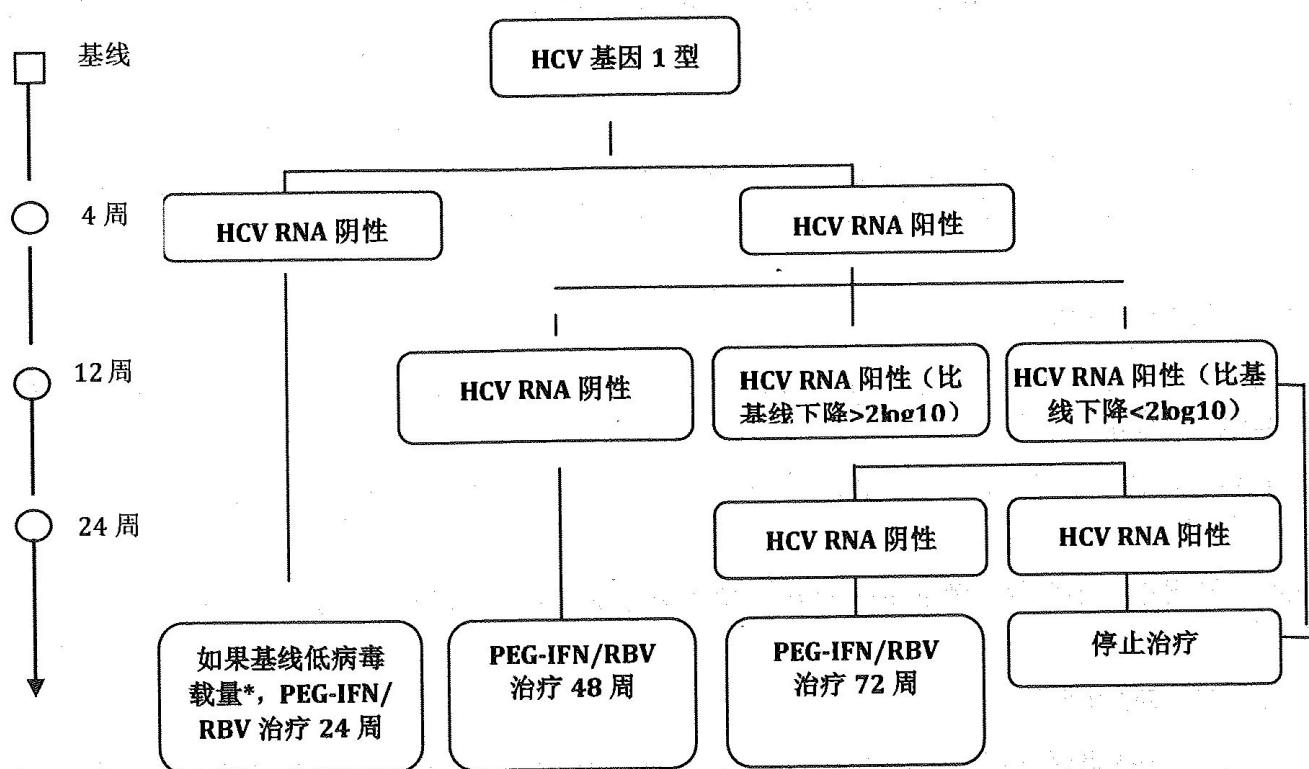 基线
HCV 基因 1 型
4 周
HCV RNA 阴性
HCV RNA 阳性
12 周
HCV RNA 阴性
HCV RNA 阳性（比
基线下降>2log10）
HCV RNA 阳性（比基
线下降<2log10）
24 周
HCV RNA 阴性
HCV RNA 阳性
如果基线低病毒
载量*，PEG-IFN/
RBV 治疗 24 周
PEG-IFN/RBV
治疗 48 周
PEG-IFN/RBV
治疗 72 周
停止治疗